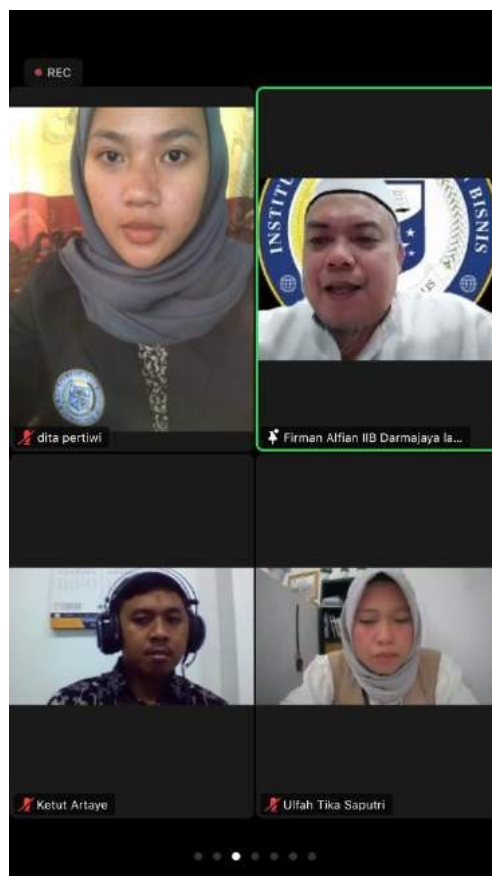 REC
INSTITU
BISNIS
dita pertiwi
Firman Alfian IIB Darmajaya la...
Ketut Artaye
Ulfah Tika Saputri